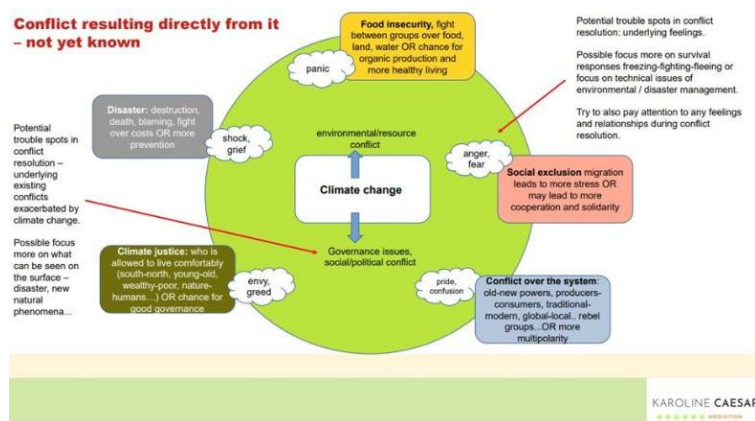 Conflict resulting directly from it
– not yet known
Food insecurity, fight
between groups over food,
land, water OR chance for
organic production and
more healthy living
panic
Potential trouble spots in conflict
resolution: underlying feelings.
Possible focus more on survival
responses freezing-fighting-fleeing or
focus on technical issues of
environmental / disaster management.
Try to also pay attention to any feelings
and relationships during conflict
resolution.
Disaster: destruction,
death, blaming, fight
over costs OR more
prevention
shock,
grief
environmental/resource
conflict
anger,
fear
Potential
trouble spots in
conflict
resolution –
underlying
existing
conflicts
exacerbated by
climate change.
Possible focus
more on what
can be seen on
the surface –
disaster, new
natural
phenomena...
Climate change
Social exclusion migration
leads to more stress OR
may lead to more
cooperation and solidarity
Climate justice: who is
allowed to live comfortably
(south-north, young-old,
wealthy-poor, nature-
humans…) OR chance for
good governance
envy,
greed
Governance issues,
social/political conflict
pride,
confusion
Conflict over the system:
old-new powers, producers-
consumers, traditional-
modern, global-local.. rebel
groups...OR more
multipolarity
KAROLINE CAESAR
MEDIATION